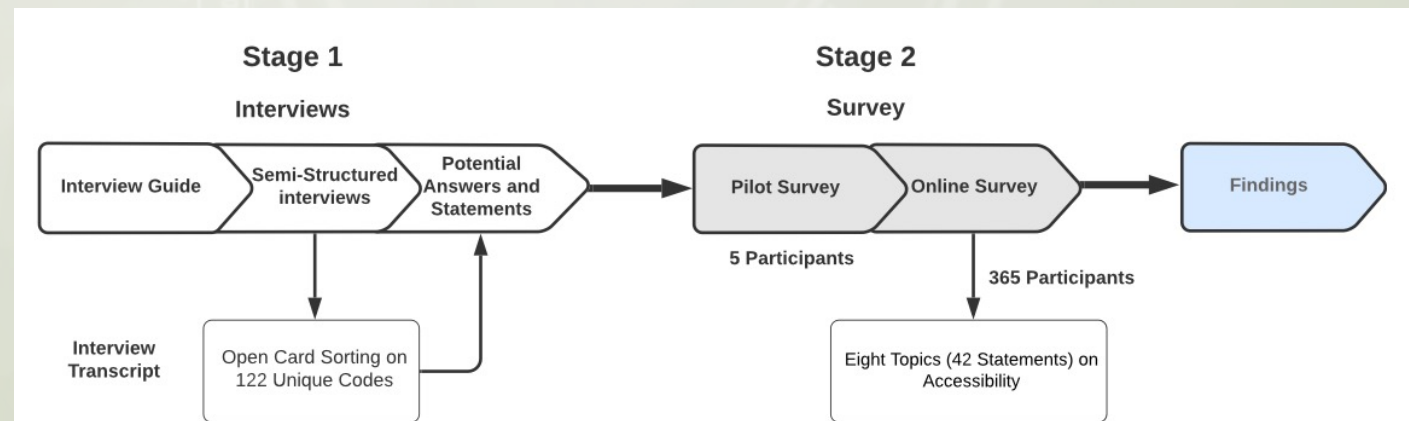 Stage 1
Stage 2
Interviews
Survey
Interview Guide
Semi-Structured
interviews
Potential
Answers and
Statements
Pilot Survey
Online Survey
Findings
5 Participants
365 Participants
Interview
Transcript
Open Card Sorting on
122 Unique Codes
Eight Topics (42 Statements) on
Accessibility